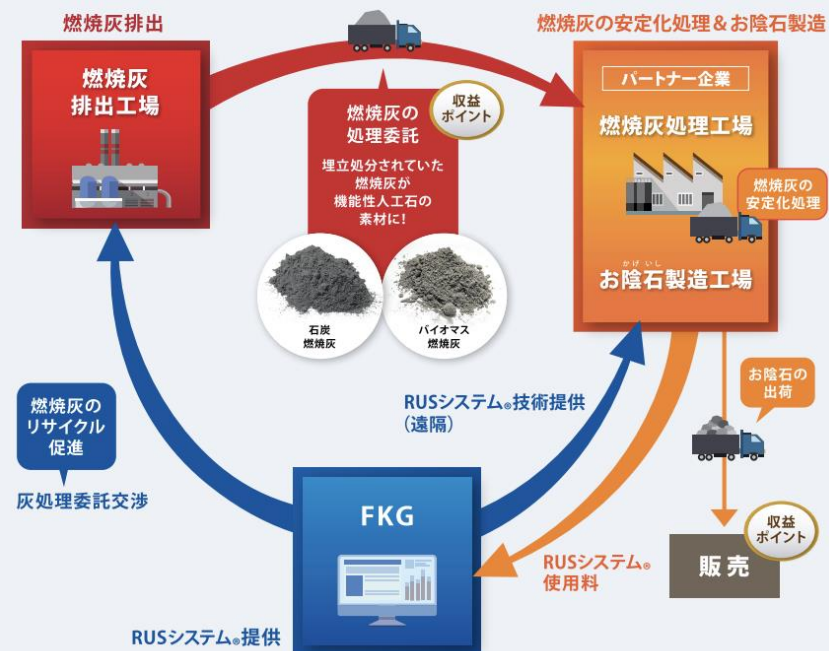 燃焼灰排出
燃焼灰
排出工場
燃焼灰の
処理委託
収益
ポイント
埋立処分されていた
燃焼灰が
機能性人工石の
素材に!
石炭
燃焼灰
バイオマス
燃焼灰
燃焼灰の安定化処理&お陰石製造
パートナー企業
燃焼灰処理工場
燃焼灰の
安定化処理
かげいし
お陰石製造工場
燃焼灰の
リサイクル
促進
灰処理委託交渉
RUSシステム®技術提供
(遠隔)
お陰石の
出荷
FKG
RUSシステム®
使用料
収益
ポイント
販売
RUSシステム®提供